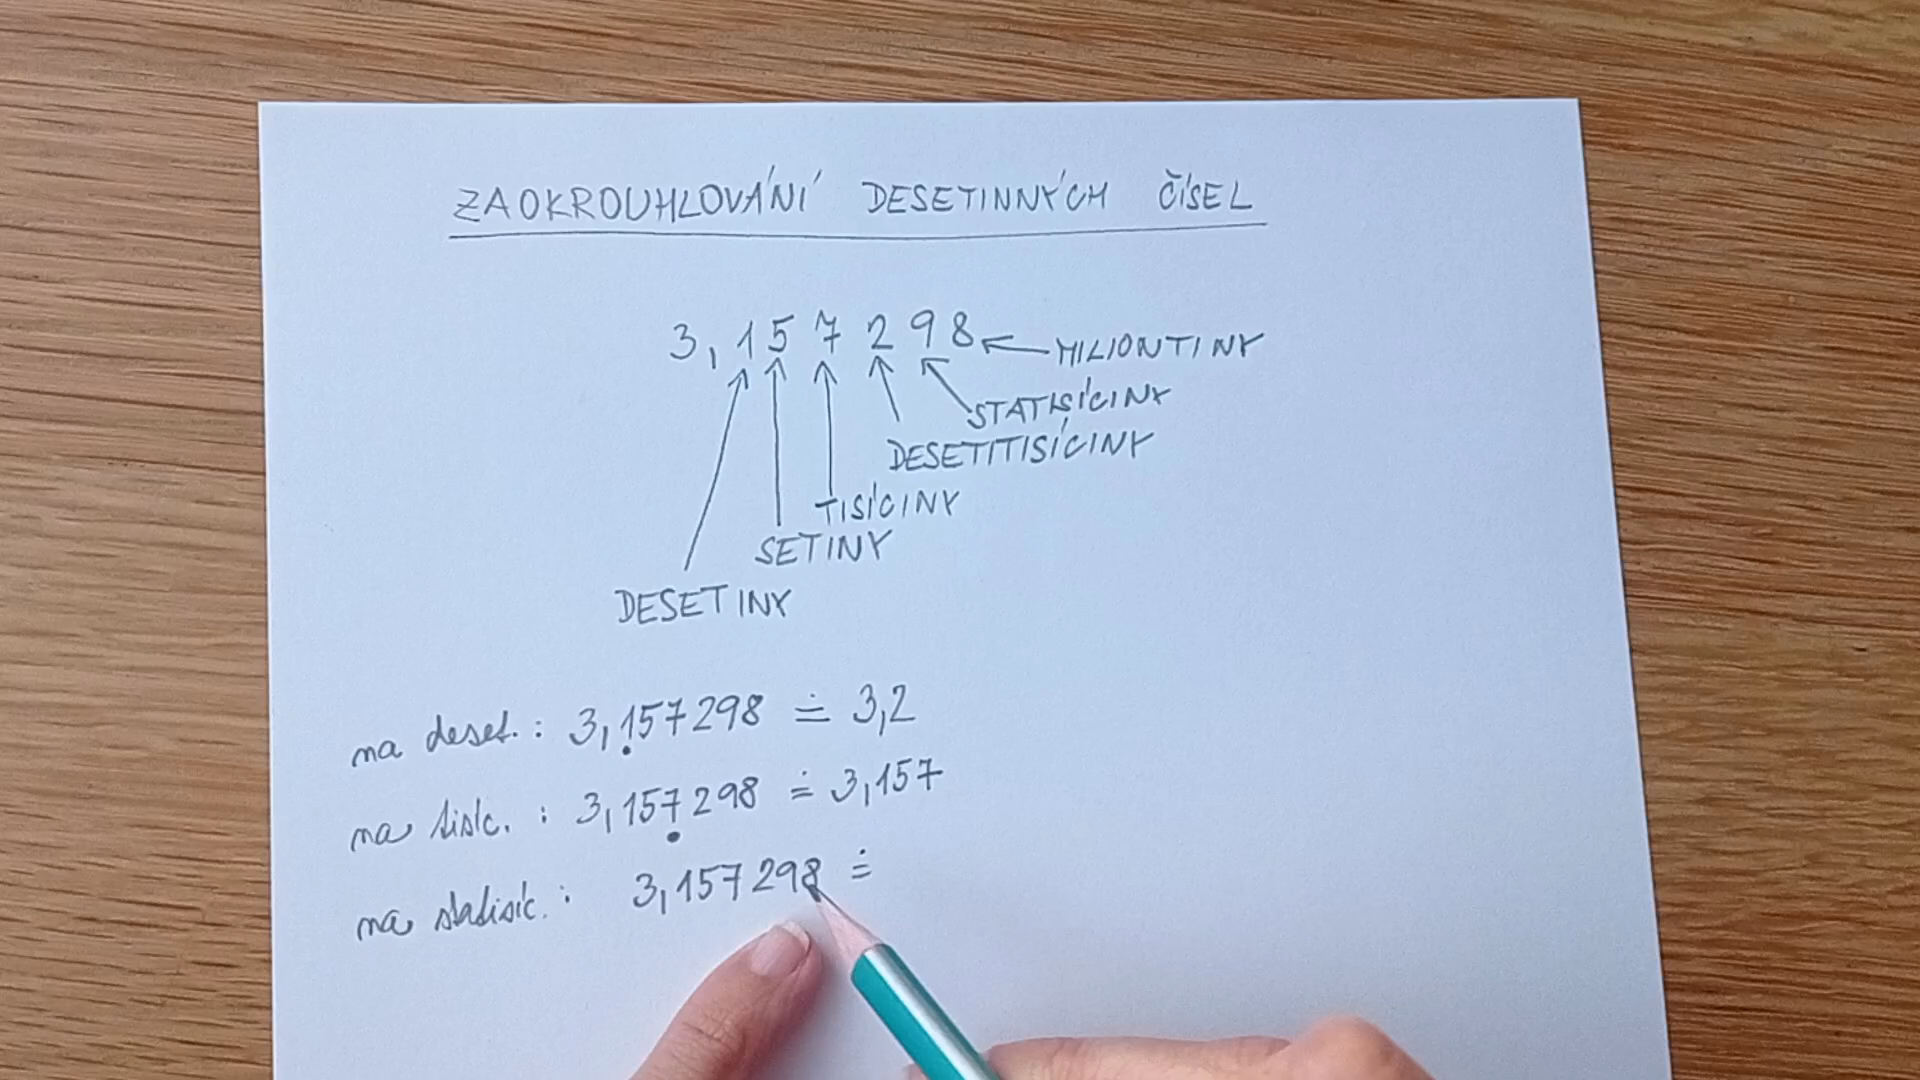 ZAOKROUHLOVÁNÍ DESETINNÝCH ČÍSEL
3,157298 ← MILIONTINY
STATISÍCINY
DESETITISÍCINY
TISÍCINY
SETINY
DESETINY
na deset. : 3,157298 ≐ 3,2
na tisíc. : 3,157298 ≐ 3,157
na statisíc. : 3,157298 ≐